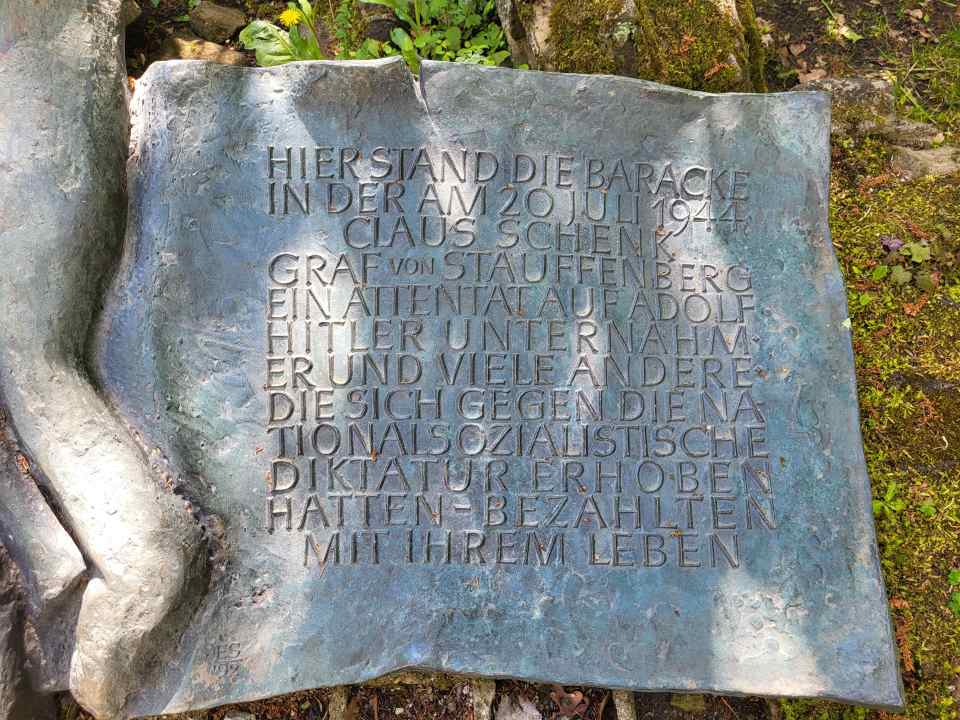 HIER STAND DIE BARACKE
IN DER AM 20 JULI 1944
CLAUS SCHENK
GRAF VON STAUFFENBERG
EIN ATTENTAT AUF ADOLF
HITLER UNTERNAHM·
ER UND VIELE ANDERE
DIE SICH GEGEN DIE NA-
TIONALSOZIALISTISCHE
DIKTATUR ERHOBEN
HATTEN - BEZAHLTEN
MIT IHREM LEBEN